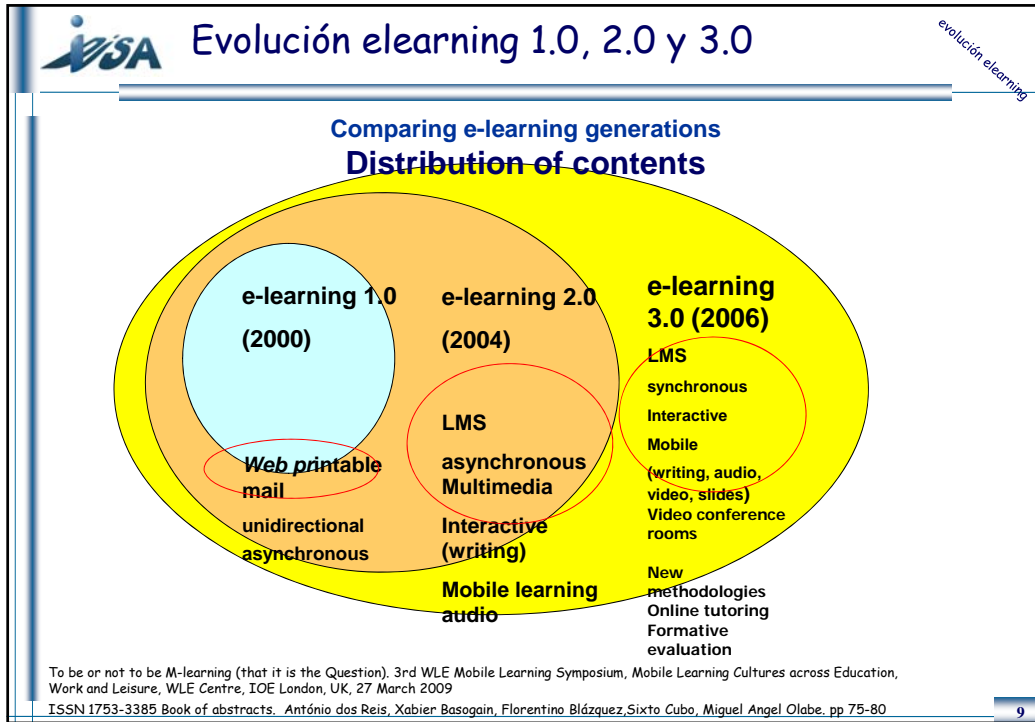 ieisA
Evolución elearning 1.0, 2.0 y 3.0
evolución elearning
Comparing e-learning generations
Distribution of contents
e-learning 1.0
(2000)
Web printable
mail
unidirectional
asynchronous
e-learning 2.0
(2004)
LMS
asynchronous
Multimedia
Interactive
(writing)
Mobile learning
audio
e-learning
3.0 (2006)
LMS
synchronous
Interactive
Mobile
(writing, audio,
video, slides)
Video conference
rooms
New
methodologies
Online tutoring
Formative
evaluation
To be or not to be M-learning (that it is the Question). 3rd WLE Mobile Learning Symposium, Mobile Learning Cultures across Education,
Work and Leisure, WLE Centre, IOE London, UK, 27 March 2009
ISSN 1753-3385 Book of abstracts. António dos Reis, Xabier Basogain, Florentino Blázquez,Sixto Cubo, Miguel Angel Olabe. pp 75-80
9